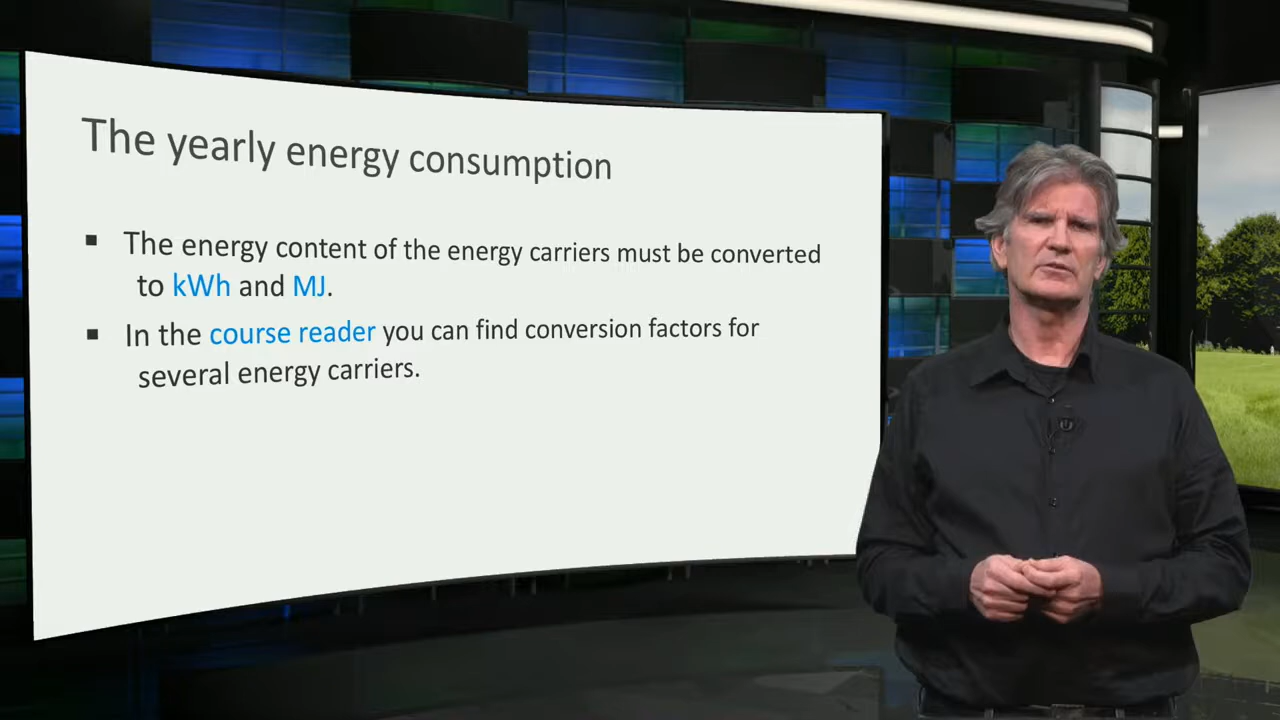 The yearly energy consumption
▪ The energy content of the energy carriers must be converted
to kWh and MJ.
▪ In the course reader you can find conversion factors for
several energy carriers.